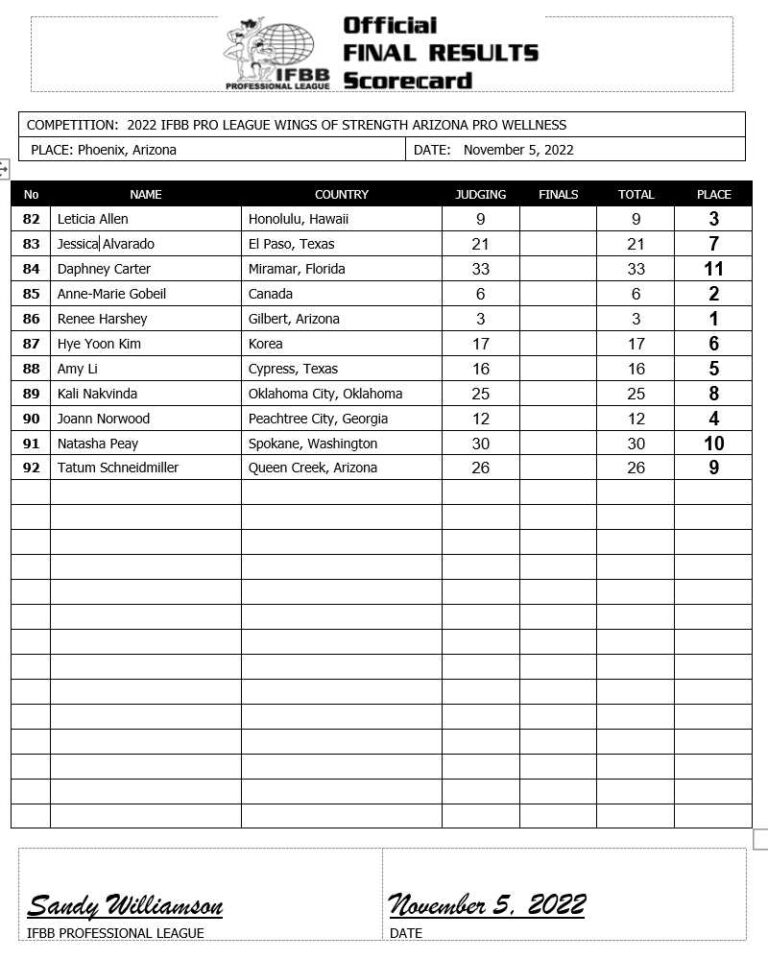 Official
FINAL RESULTS
Scorecard
IFBB
PROFESSIONAL LEAGUE
COMPETITION: 2022 IFBB PRO LEAGUE WINGS OF STRENGTH ARIZONA PRO WELLNESS
PLACE: Phoenix, Arizona DATE: November 5, 2022
No NAME COUNTRY JUDGING FINALS TOTAL PLACE
82 Leticia Allen Honolulu, Hawaii 9 9 3
83 Jessica Alvarado El Paso, Texas 21 21 7
84 Daphney Carter Miramar, Florida 33 33 11
85 Anne-Marie Gobeil Canada 6 6 2
86 Renee Harshey Gilbert, Arizona 3 3 1
87 Hye Yoon Kim Korea 17 17 6
88 Amy Li Cypress, Texas 16 16 5
89 Kali Nakvinda Oklahoma City, Oklahoma 25 25 8
90 Joann Norwood Peachtree City, Georgia 12 12 4
91 Natasha Peay Spokane, Washington 30 30 10
92 Tatum Schneidmiller Queen Creek, Arizona 26 26 9
Sandy Williamson November 5, 2022
IFBB PROFESSIONAL LEAGUE DATE